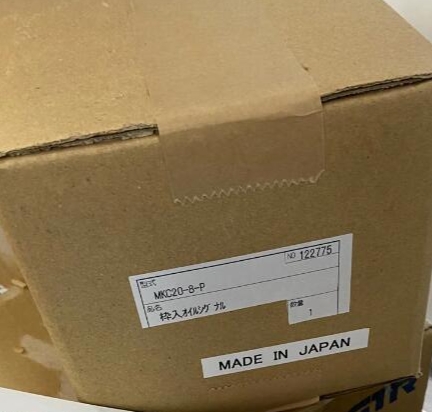 NO 122775
型式
MKC20-8-P
品名
枠入オイルシグナル
数量
1
MADE IN JAPAN